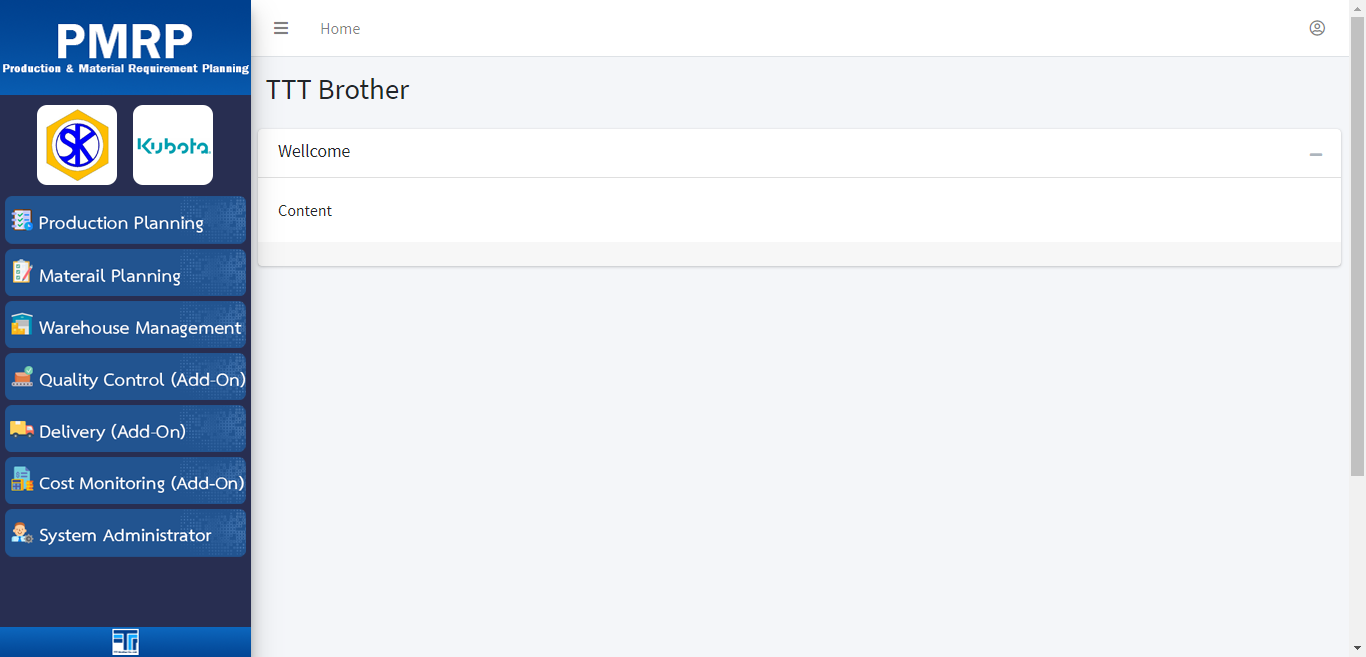 PMRP
Production & Material Requirement Planning
SK
Kubota
Production Planning
Materail Planning
Warehouse Management
Quality Control (Add-On)
Delivery (Add-On)
Cost Monitoring (Add-On)
System Administrator
Home
TTT Brother
Wellcome
Content